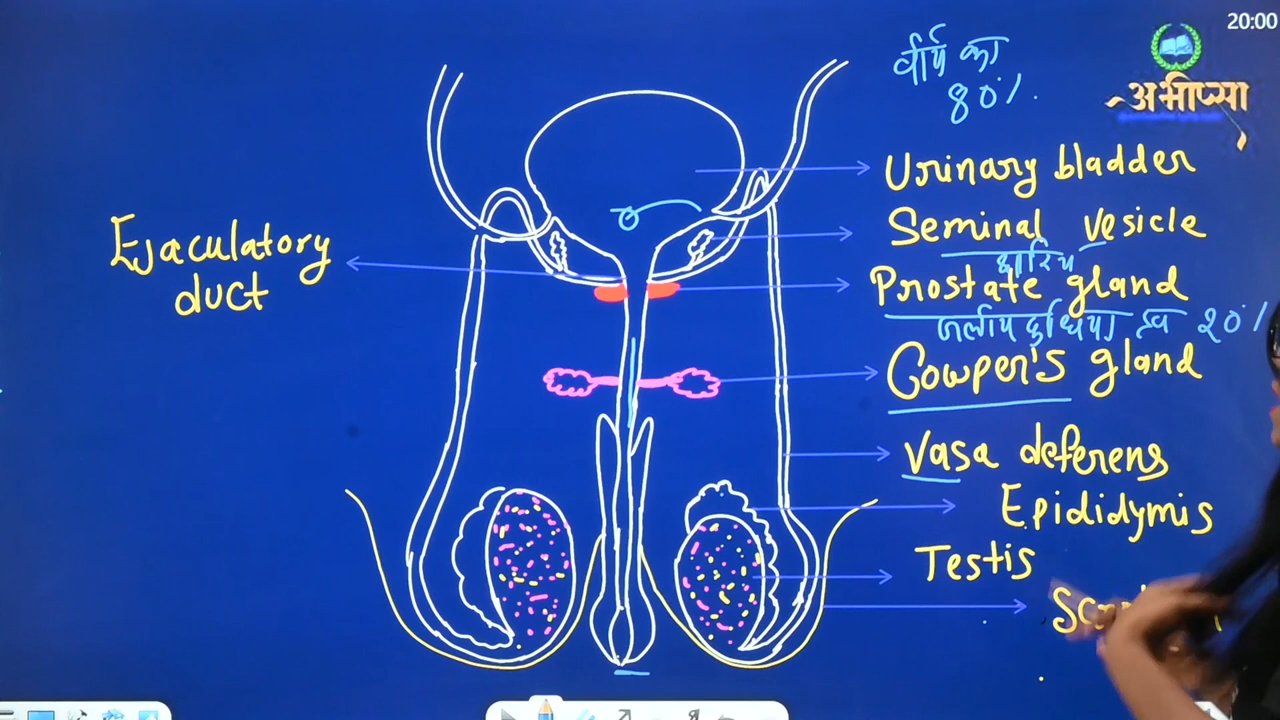 20:00
अभीप्सा
वीर्य का
80%.
Urinary bladder
Seminal vesicle
क्षारिय
Prostate gland
जलीय दुधिया द्रव 20%
Cowper's gland
Vasa deferens
Epididymis
Testis
Ejaculatory
duct